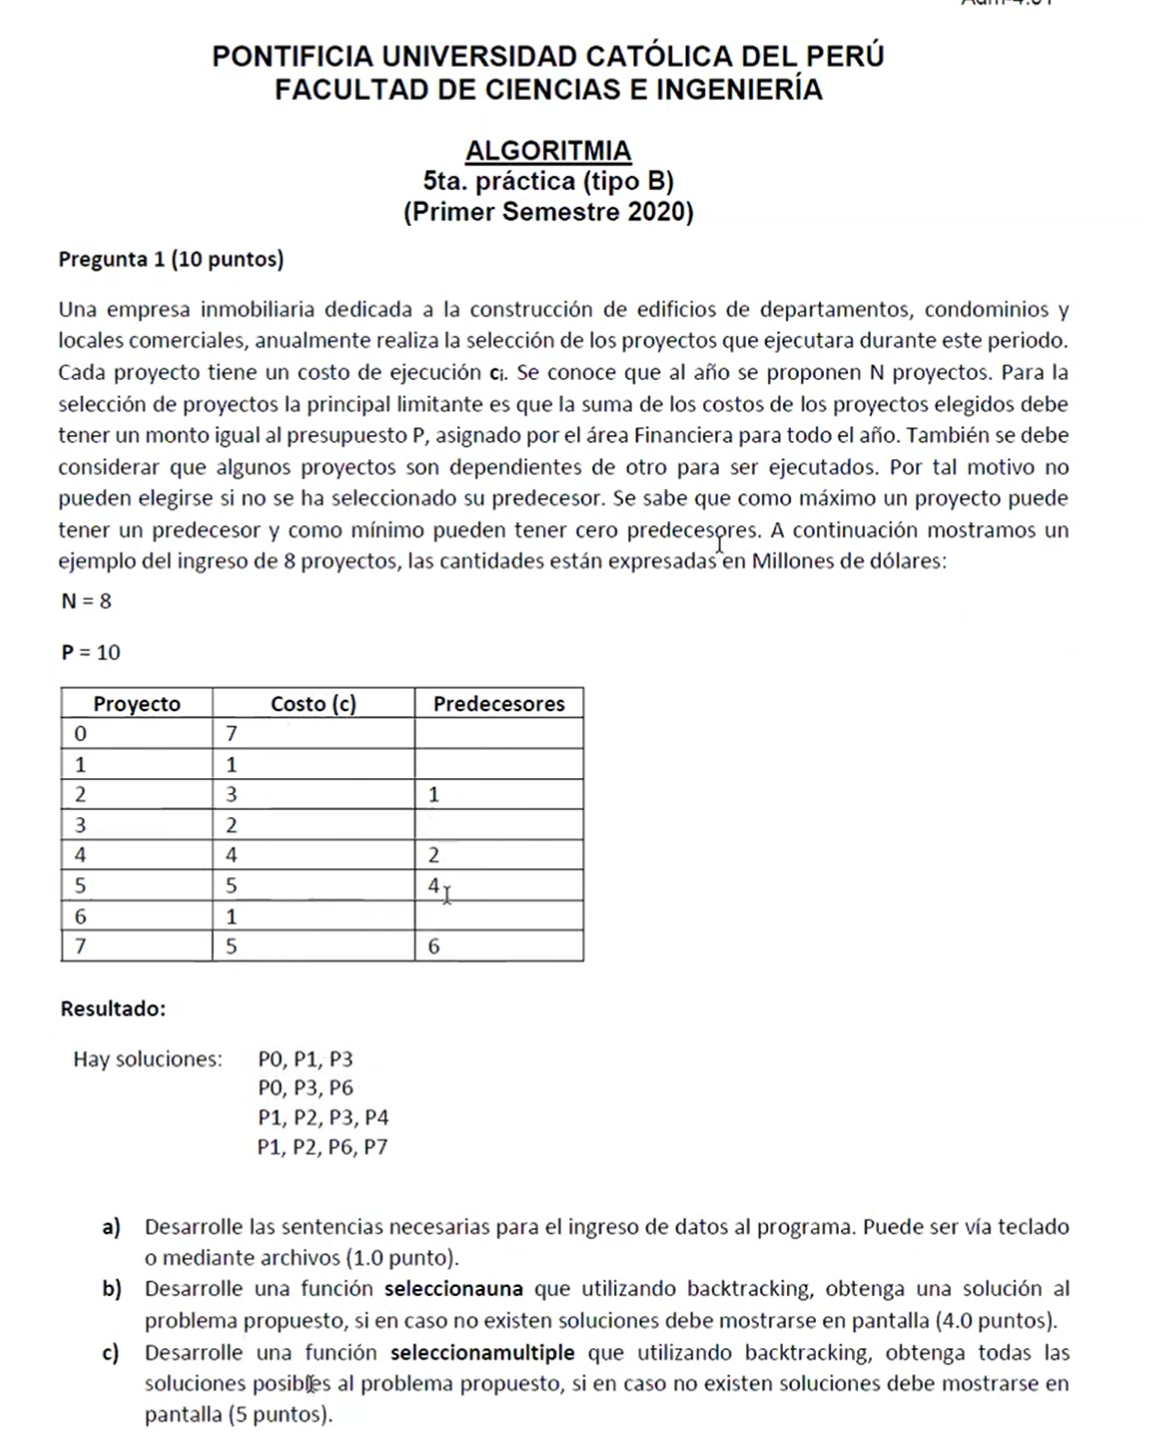 PONTIFICIA UNIVERSIDAD CATÓLICA DEL PERÚ
FACULTAD DE CIENCIAS E INGENIERÍA
ALGORITMIA
5ta. práctica (tipo B)
(Primer Semestre 2020)
Pregunta 1 (10 puntos)
Una empresa inmobiliaria dedicada a la construcción de edificios de departamentos, condominios y
locales comerciales, anualmente realiza la selección de los proyectos que ejecutara durante este periodo.
Cada proyecto tiene un costo de ejecución ci. Se conoce que al año se proponen N proyectos. Para la
selección de proyectos la principal limitante es que la suma de los costos de los proyectos elegidos debe
tener un monto igual al presupuesto P, asignado por el área Financiera para todo el año. También se debe
considerar que algunos proyectos son dependientes de otro para ser ejecutados. Por tal motivo no
pueden elegirse si no se ha seleccionado su predecesor. Se sabe que como máximo un proyecto puede
tener un predecesor y como mínimo pueden tener cero predecesores. A continuación mostramos un
ejemplo del ingreso de 8 proyectos, las cantidades están expresadas en Millones de dólares:
N = 8
P = 10
Proyecto Costo (c) Predecesores
0 7
1 1
2 3 1
3 2
4 4 2
5 5 4
6 1
7 5 6
Resultado:
Hay soluciones: P0, P1, P3
P0, P3, P6
P1, P2, P3, P4
P1, P2, P6, P7
a) Desarrolle las sentencias necesarias para el ingreso de datos al programa. Puede ser vía teclado
o mediante archivos (1.0 punto).
b) Desarrolle una función seleccionauna que utilizando backtracking, obtenga una solución al
problema propuesto, si en caso no existen soluciones debe mostrarse en pantalla (4.0 puntos).
c) Desarrolle una función seleccionamultiple que utilizando backtracking, obtenga todas las
soluciones posibles al problema propuesto, si en caso no existen soluciones debe mostrarse en
pantalla (5 puntos).